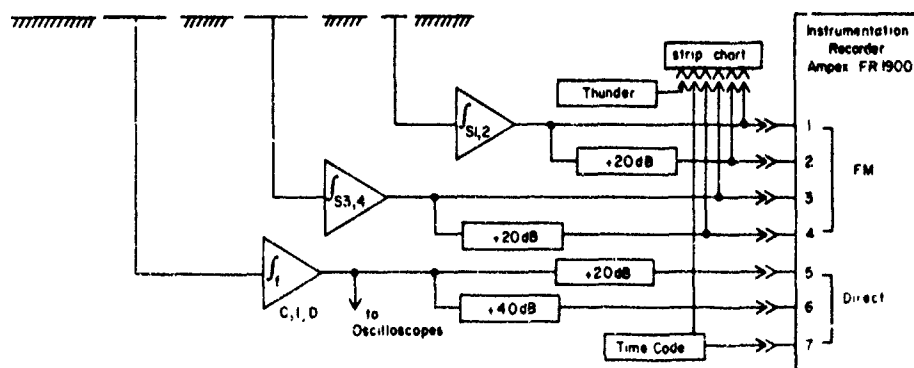 Instrumentation
Recorder
Ampex FR 1900
strip chart
Thunder
∫S1,2
1
+20dB
2
FM
∫S3,4
3
+20dB
4
∫f
C, I, D
to
Oscilloscopes
+20dB
5
+40dB
6
Direct
Time Code
7